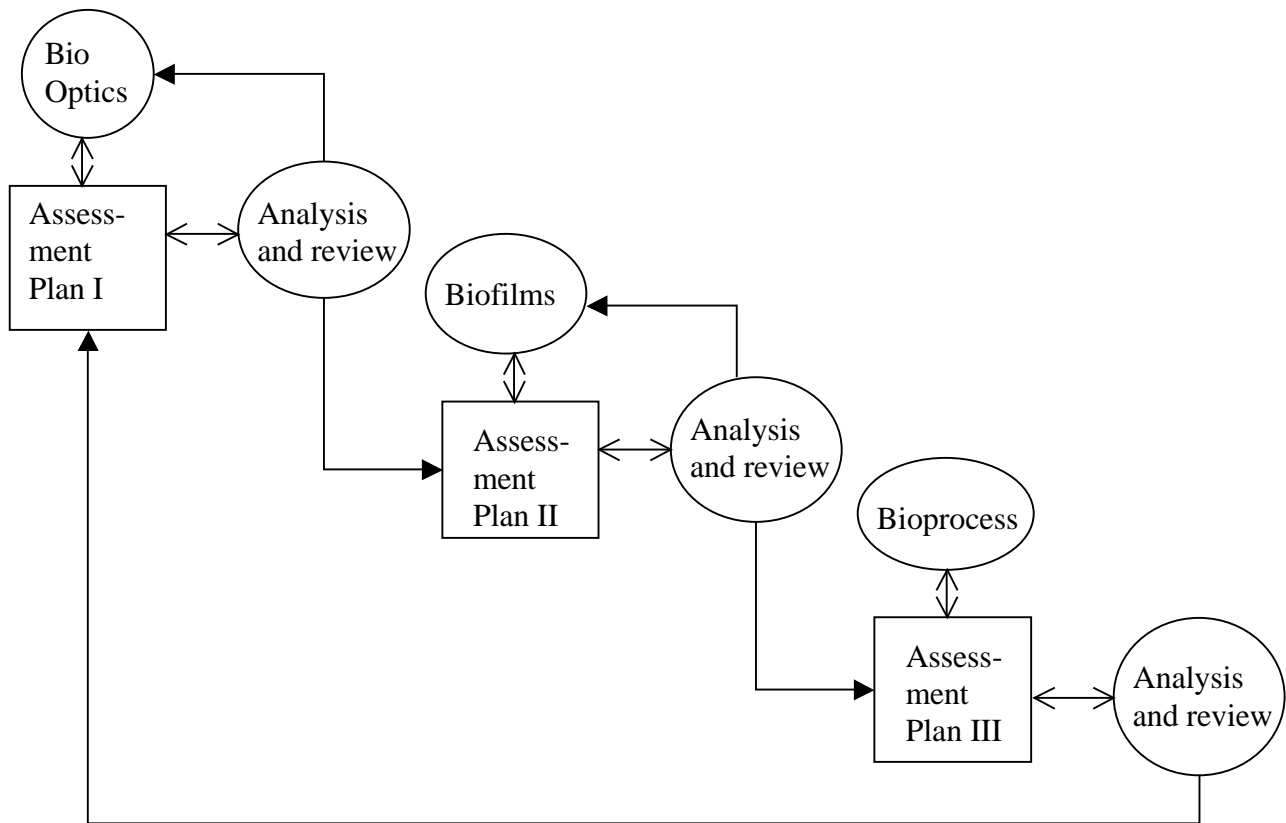 Bio
Optics
Assess-
ment
Plan I
Analysis
and review
Biofilms
Assess-
ment
Plan II
Analysis
and review
Bioprocess
Assess-
ment
Plan III
Analysis
and review